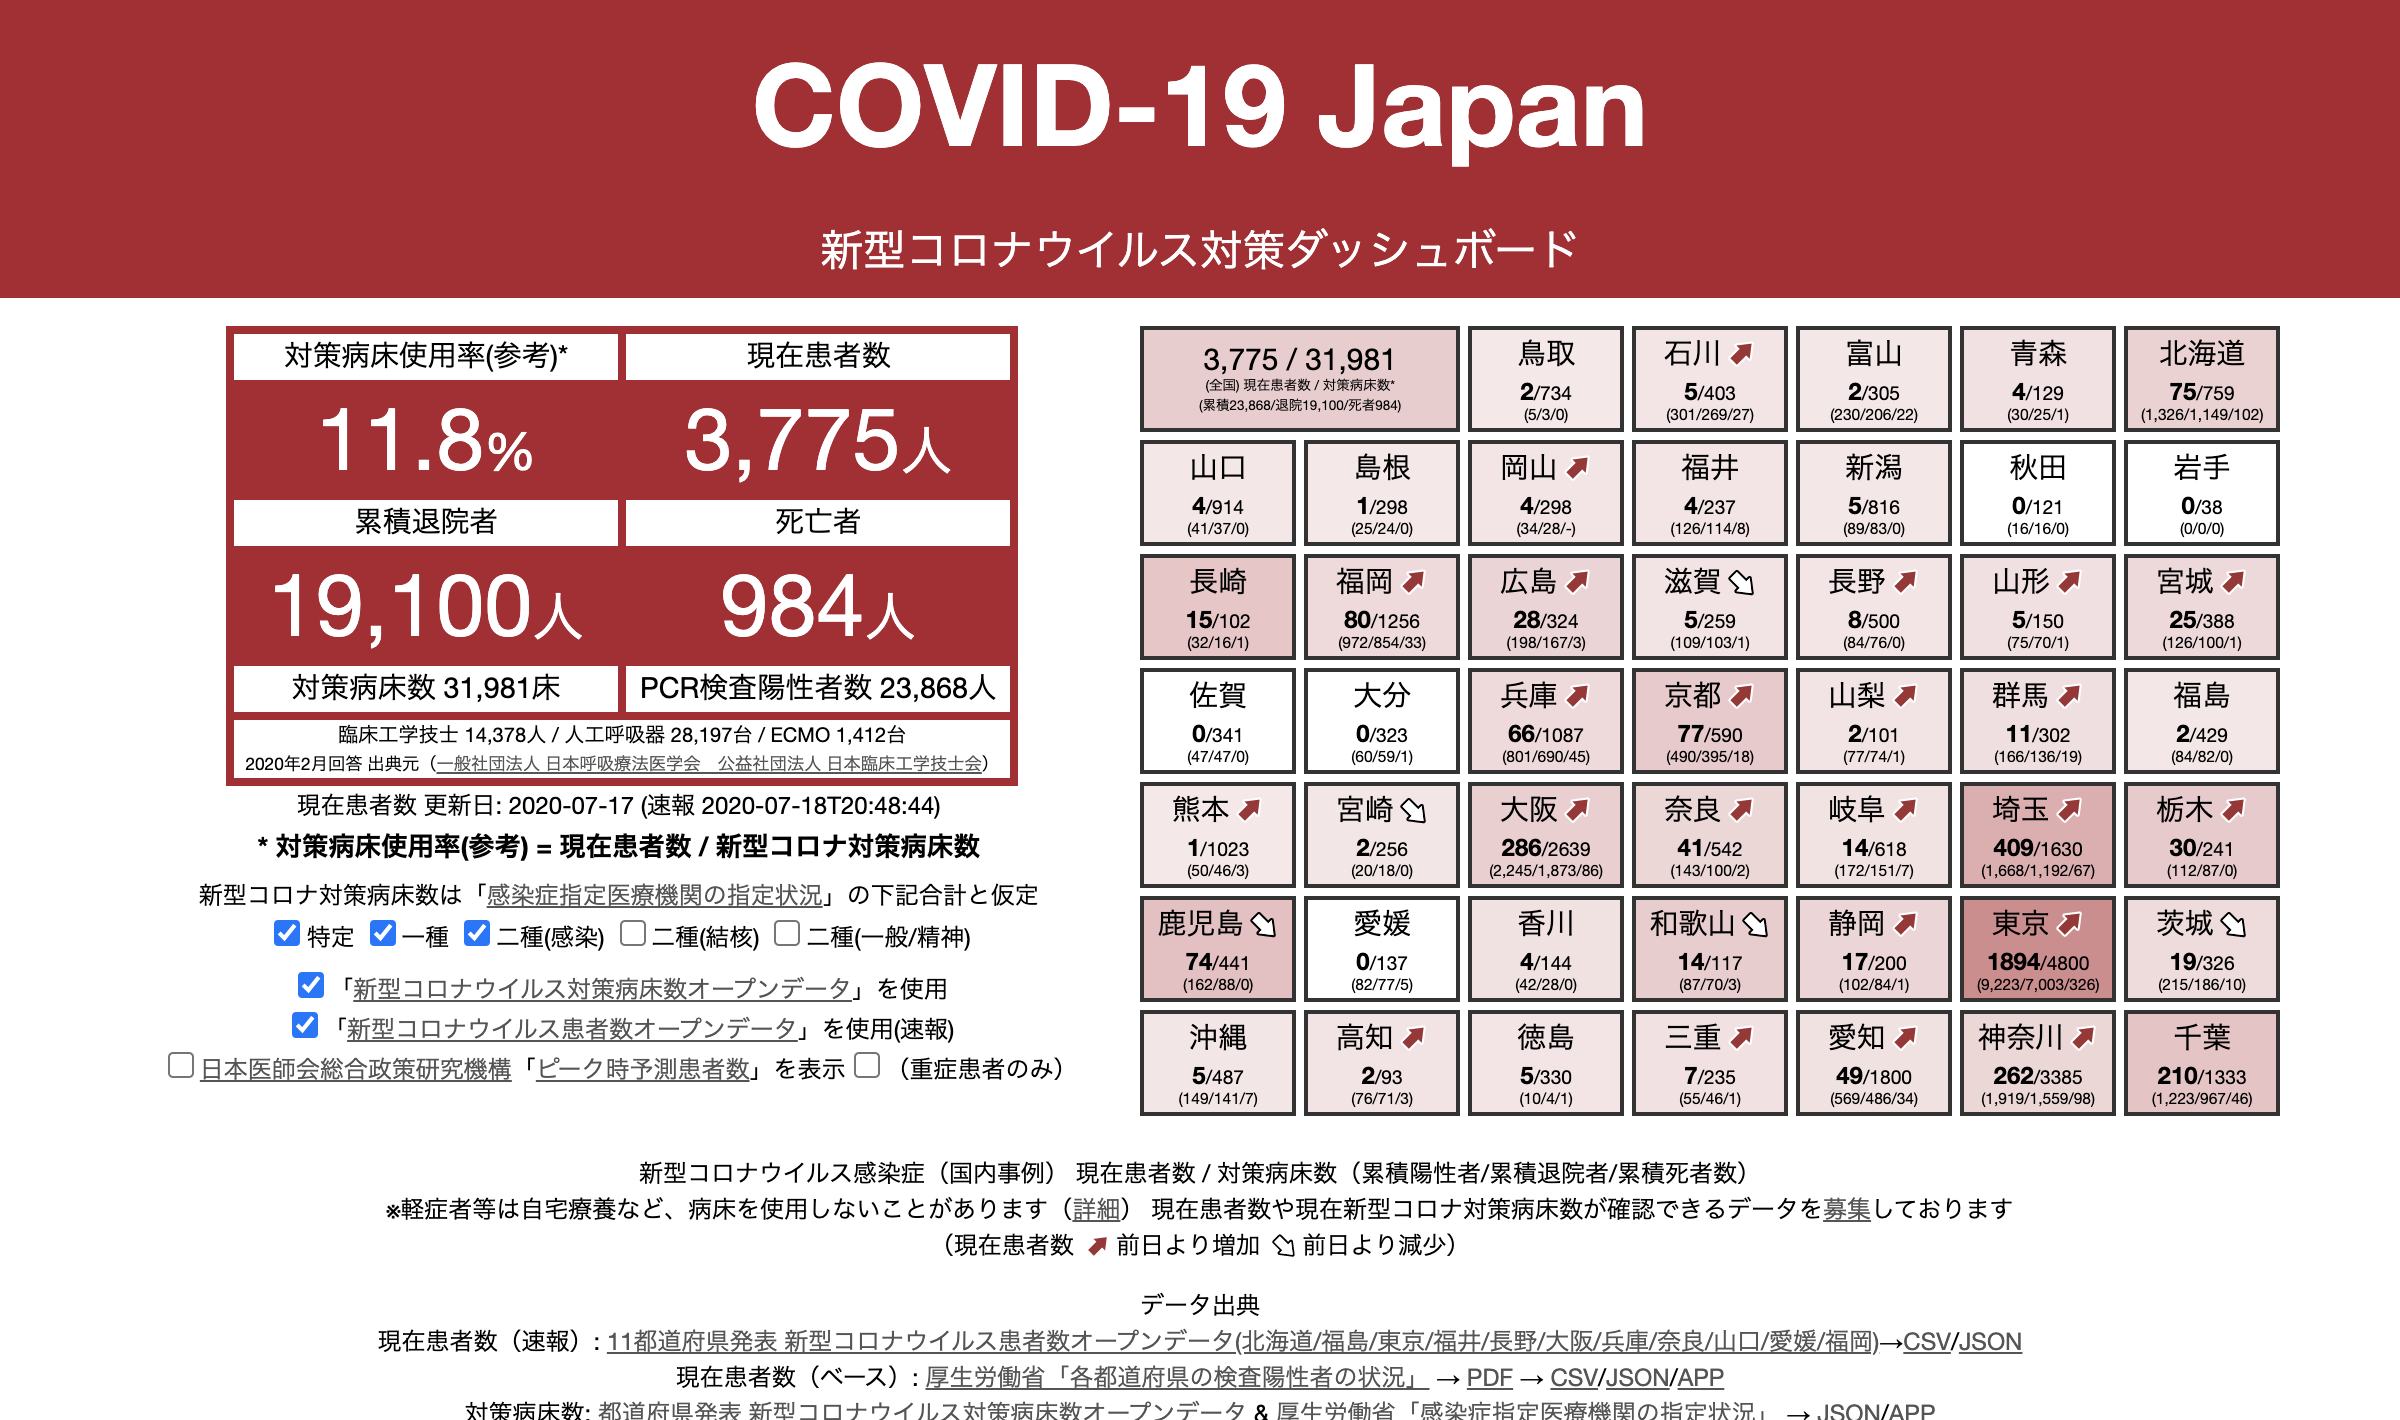 COVID-19 Japan
新型コロナウイルス対策ダッシュボード
対策病床使用率(参考)*
現在患者数
11.8%
3,775人
累積退院者
死亡者
19,100人
984人
対策病床数 31,981床
PCR検査陽性者数 23,868人
臨床工学技士 14,378人 / 人工呼吸器 28,197台 / ECMO 1,412台
2020年2月回答 出典元（一般社団法人 日本呼吸療法医学会　公益社団法人 日本臨床工学技士会）
現在患者数 更新日: 2020-07-17 (速報 2020-07-18T20:48:44)
* 対策病床使用率(参考) = 現在患者数 / 新型コロナ対策病床数
新型コロナ対策病床数は「感染症指定医療機関の指定状況」の下記合計と仮定
特定 一種 二種(感染) 二種(結核) 二種(一般/精神)
「新型コロナウイルス対策病床数オープンデータ」を使用
「新型コロナウイルス患者数オープンデータ」を使用(速報)
日本医師会総合政策研究機構「ピーク時予測患者数」を表示 （重症患者のみ）
3,775 / 31,981
(全国) 現在患者数 / 対策病床数*
(累積23,868/退院19,100/死者984)
鳥取
2/734
(5/3/0)
石川
5/403
(301/269/27)
富山
2/305
(230/206/22)
青森
4/129
(30/25/1)
北海道
75/759
(1,326/1,149/102)
山口
4/914
(41/37/0)
島根
1/298
(25/24/0)
岡山
4/298
(34/28/-)
福井
4/237
(126/114/8)
新潟
5/816
(89/83/0)
秋田
0/121
(16/16/0)
岩手
0/38
(0/0/0)
長崎
15/102
(32/16/1)
福岡
80/1256
(972/854/33)
広島
28/324
(198/167/3)
滋賀
5/259
(109/103/1)
長野
8/500
(84/76/0)
山形
5/150
(75/70/1)
宮城
25/388
(126/100/1)
佐賀
0/341
(47/47/0)
大分
0/323
(60/59/1)
兵庫
66/1087
(801/690/45)
京都
77/590
(490/395/18)
山梨
2/101
(77/74/1)
群馬
11/302
(166/136/19)
福島
2/429
(84/82/0)
熊本
1/1023
(50/46/3)
宮崎
2/256
(20/18/0)
大阪
286/2639
(2,245/1,873/86)
奈良
41/542
(143/100/2)
岐阜
14/618
(172/151/7)
埼玉
409/1630
(1,668/1,192/67)
栃木
30/241
(112/87/0)
鹿児島
74/441
(162/88/0)
愛媛
0/137
(82/77/5)
香川
4/144
(42/28/0)
和歌山
14/117
(87/70/3)
静岡
17/200
(102/84/1)
東京
1894/4800
(9,223/7,003/326)
茨城
19/326
(215/186/10)
沖縄
5/487
(149/141/7)
高知
2/93
(76/71/3)
徳島
5/330
(10/4/1)
三重
7/235
(55/46/1)
愛知
49/1800
(569/486/34)
神奈川
262/3385
(1,919/1,559/98)
千葉
210/1333
(1,223/967/46)
新型コロナウイルス感染症（国内事例） 現在患者数 / 対策病床数（累積陽性者/累積退院者/累積死者数）
※軽症者等は自宅療養など、病床を使用しないことがあります（詳細） 現在患者数や現在新型コロナ対策病床数が確認できるデータを募集しております
（現在患者数 前日より増加 前日より減少）
データ出典
現在患者数（速報）: 11都道府県発表 新型コロナウイルス患者数オープンデータ(北海道/福島/東京/福井/長野/大阪/兵庫/奈良/山口/愛媛/福岡)→CSV/JSON
現在患者数（ベース）: 厚生労働省「各都道府県の検査陽性者の状況」 → PDF → CSV/JSON/APP
対策病床数: 都道府県発表 新型コロナウイルス対策病床数オープンデータ & 厚生労働省「感染症指定医療機関の指定状況」 → JSON/APP